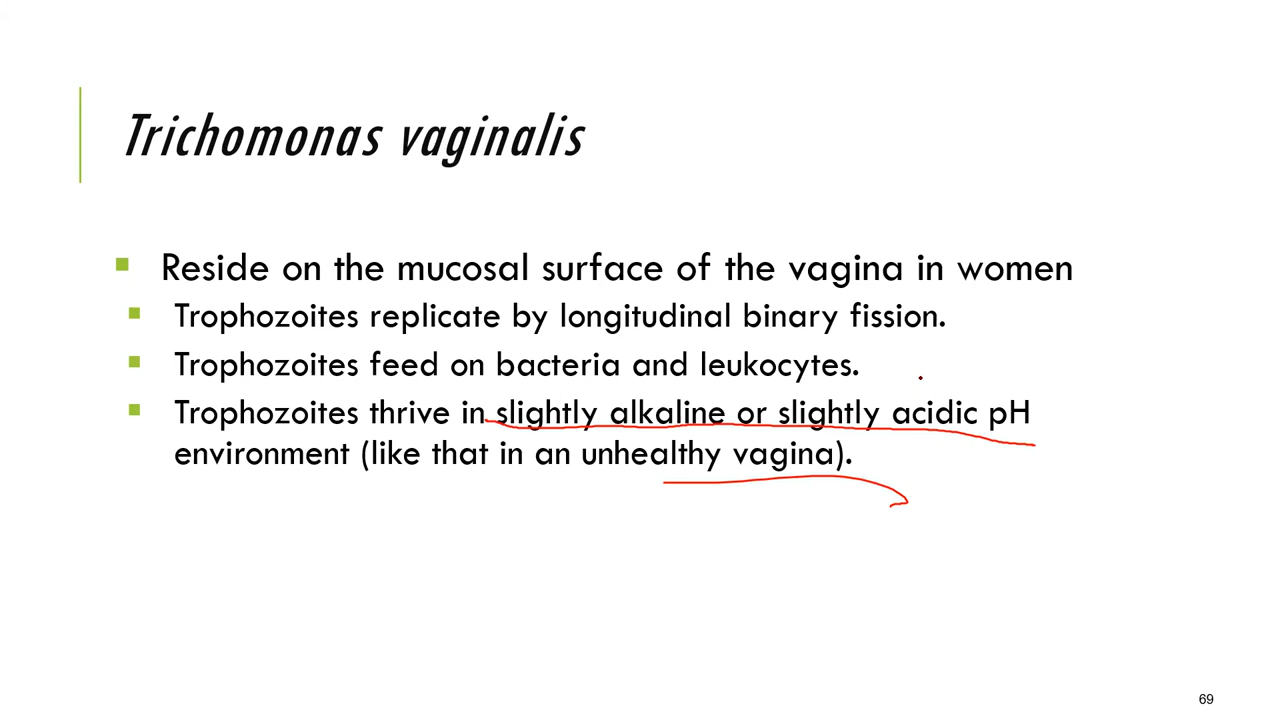 Trichomonas vaginalis
Reside on the mucosal surface of the vagina in women
Trophozoites replicate by longitudinal binary fission.
Trophozoites feed on bacteria and leukocytes.
Trophozoites thrive in slightly alkaline or slightly acidic pH
environment (like that in an unhealthy vagina).
69